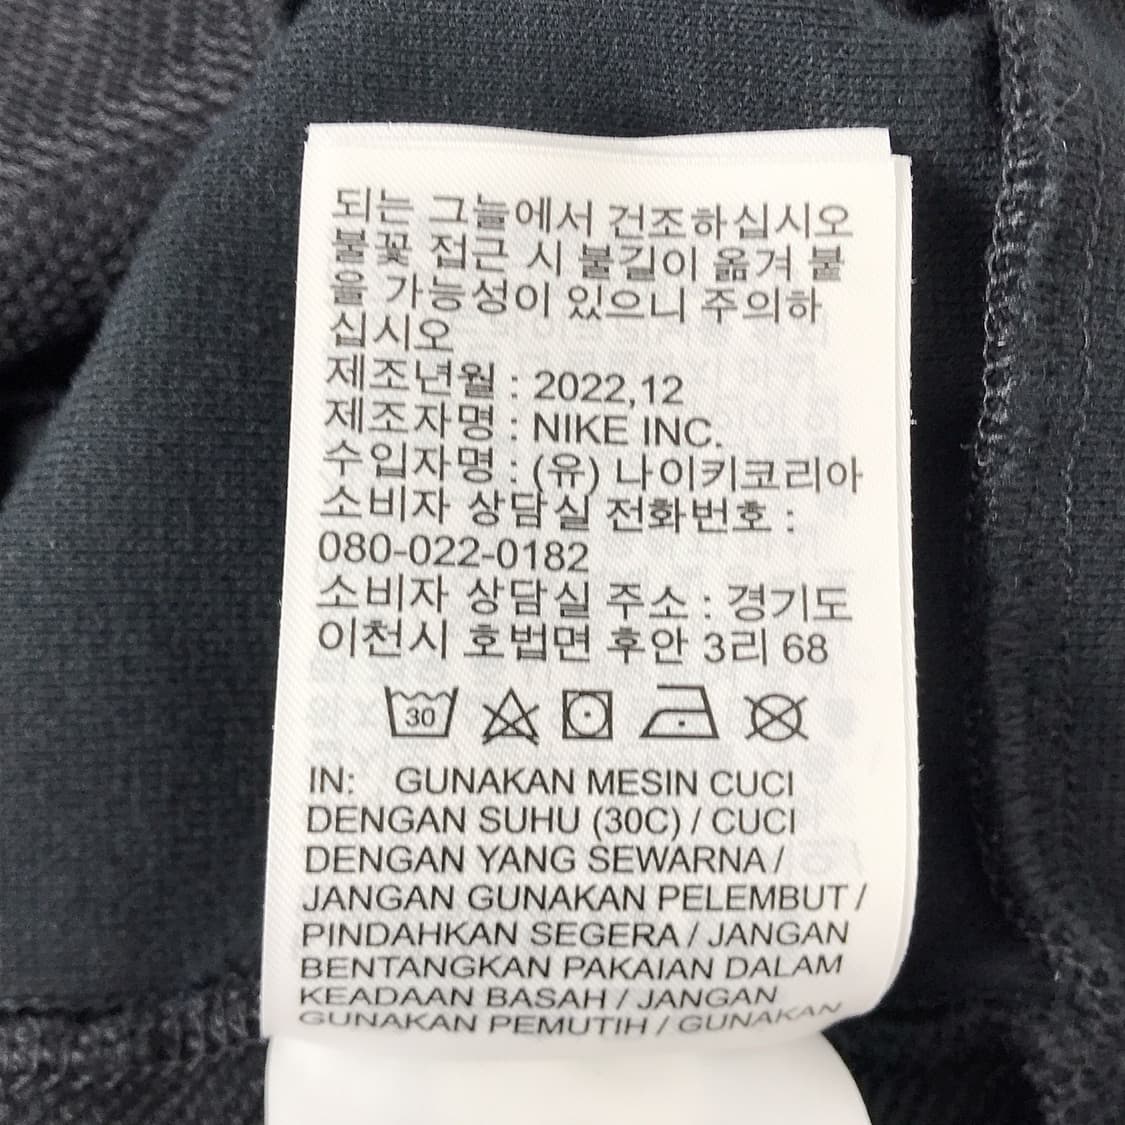 되는 그늘에서 건조하십시오
불꽃 접근 시 불길이 옮겨 붙
을 가능성이 있으니 주의하
십시오
제조년월 : 2022,12
제조자명 : NIKE INC.
수입자명 : (유) 나이키코리아
소비자 상담실 전화번호 :
080-022-0182
소비자 상담실 주소 : 경기도
이천시 호법면 후안 3리 68
30
IN: GUNAKAN MESIN CUCI
DENGAN SUHU (30C) / CUCI
DENGAN YANG SEWARNA /
JANGAN GUNAKAN PELEMBUT /
PINDAHKAN SEGERA / JANGAN
BENTANGKAN PAKAIAN DALAM
KEADAAN BASAH / JANGAN
GUNAKAN PEMUTIH / GUNAKAN